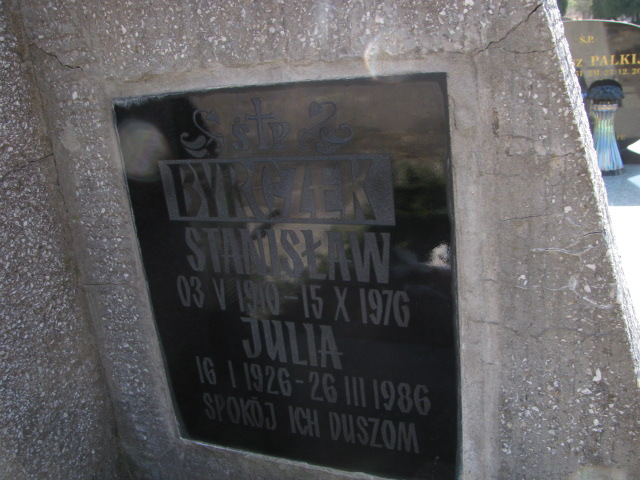 Ś †P
BYRCZEK
STANISŁAW
03 V 1910 - 15 X 1976
JULIA
16 I 1926 - 26 III 1986
SPOKÓJ ICH DUSZOM
Ś.P.